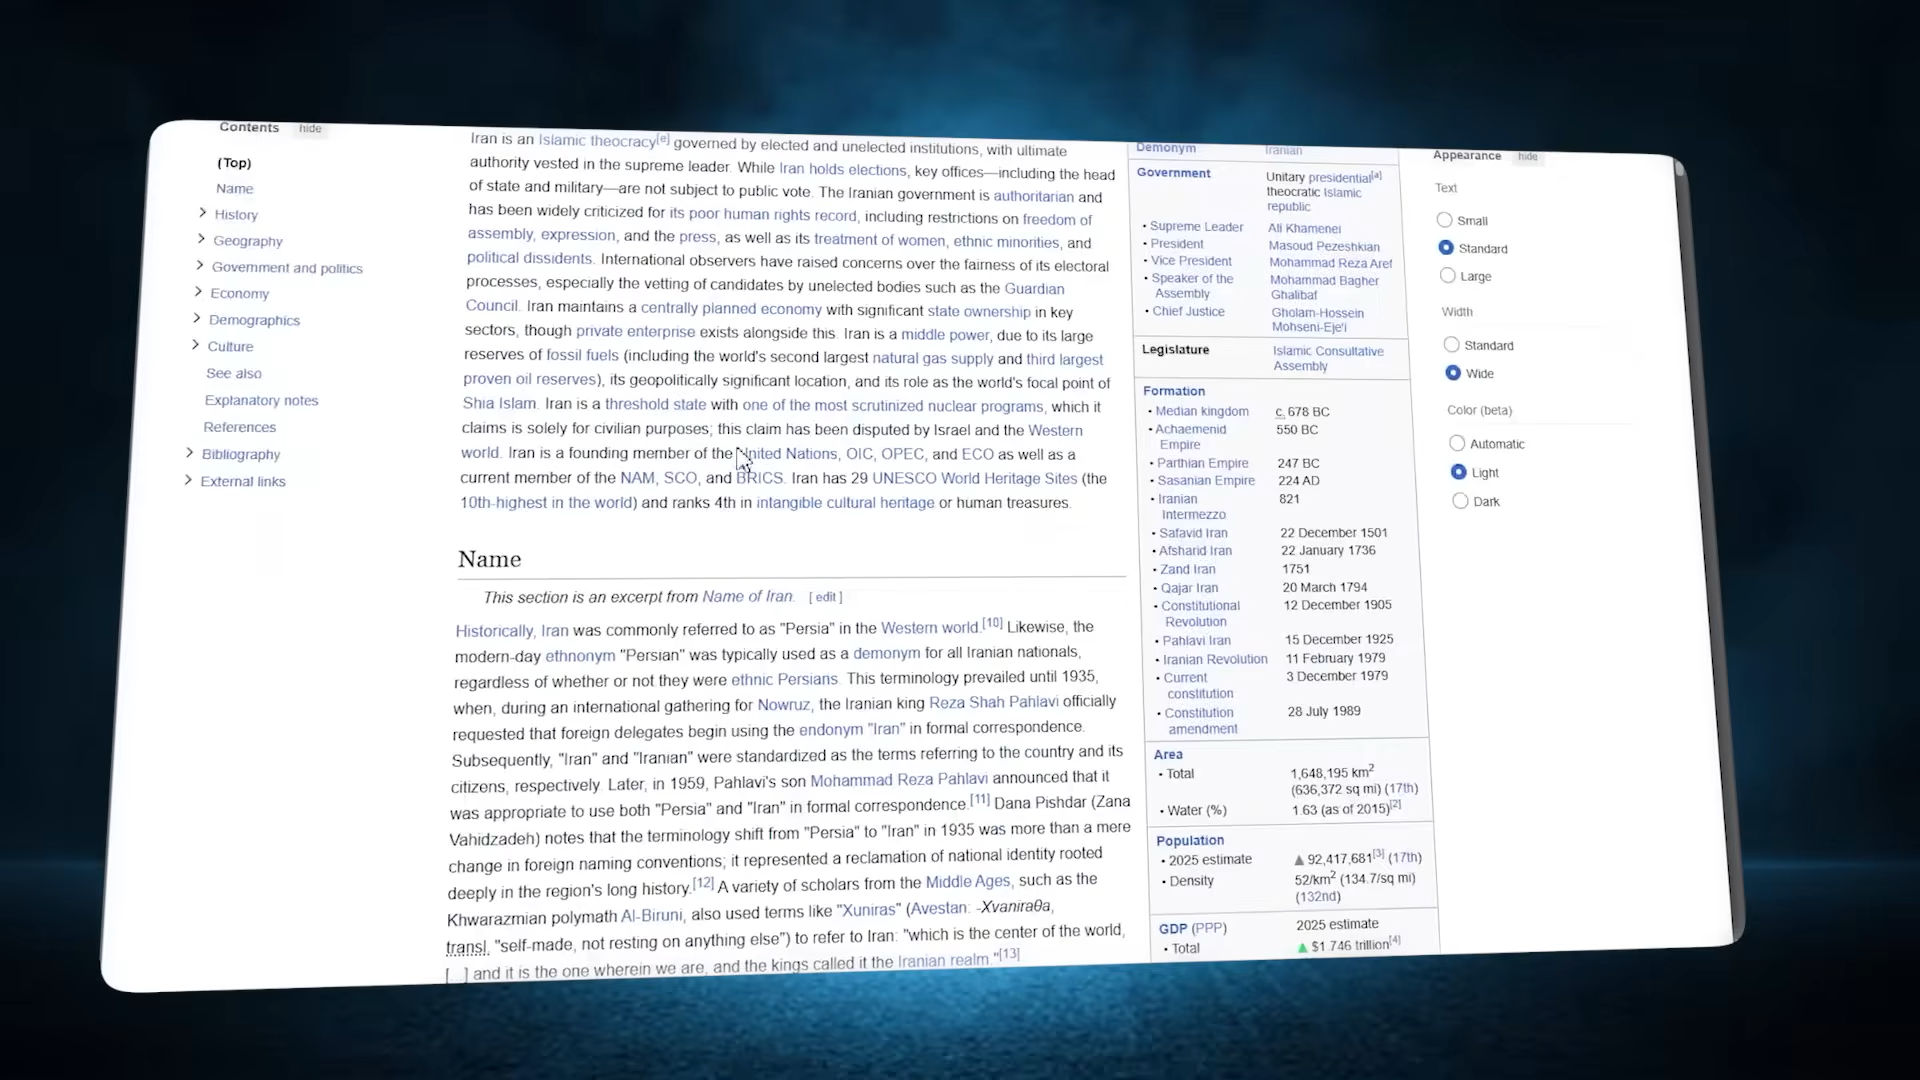 Contents hide
(Top)
Name
History
Geography
Government and politics
Economy
Demographics
Culture
See also
Explanatory notes
References
Bibliography
External links
Iran is an Islamic theocracy[e] governed by elected and unelected institutions, with ultimate
authority vested in the supreme leader. While Iran holds elections, key offices—including the head
of state and military—are not subject to public vote. The Iranian government is authoritarian and
has been widely criticized for its poor human rights record, including restrictions on freedom of
assembly, expression, and the press, as well as its treatment of women, ethnic minorities, and
political dissidents. International observers have raised concerns over the fairness of its electoral
processes, especially the vetting of candidates by unelected bodies such as the Guardian
Council. Iran maintains a centrally planned economy with significant state ownership in key
sectors, though private enterprise exists alongside this. Iran is a middle power, due to its large
reserves of fossil fuels (including the world's second largest natural gas supply and third largest
proven oil reserves), its geopolitically significant location, and its role as the world's focal point of
Shia Islam. Iran is a threshold state with one of the most scrutinized nuclear programs, which it
claims is solely for civilian purposes; this claim has been disputed by Israel and the Western
world. Iran is a founding member of the United Nations, OIC, OPEC, and ECO as well as a
current member of the NAM, SCO, and BRICS. Iran has 29 UNESCO World Heritage Sites (the
10th-highest in the world) and ranks 4th in intangible cultural heritage or human treasures.
Name
This section is an excerpt from Name of Iran. [ edit ]
Historically, Iran was commonly referred to as "Persia" in the Western world.[10] Likewise, the
modern-day ethnonym "Persian" was typically used as a demonym for all Iranian nationals,
regardless of whether or not they were ethnic Persians. This terminology prevailed until 1935,
when, during an international gathering for Nowruz, the Iranian king Reza Shah Pahlavi officially
requested that foreign delegates begin using the endonym "Iran" in formal correspondence.
Subsequently, "Iran" and "Iranian" were standardized as the terms referring to the country and its
citizens, respectively. Later, in 1959, Pahlavi's son Mohammad Reza Pahlavi announced that it
was appropriate to use both "Persia" and "Iran" in formal correspondence.[11] Dana Pishdar (Zana
Vahidzadeh) notes that the terminology shift from "Persia" to "Iran" in 1935 was more than a mere
change in foreign naming conventions; it represented a reclamation of national identity rooted
deeply in the region's long history.[12] A variety of scholars from the Middle Ages, such as the
Khwarazmian polymath Al-Biruni, also used terms like "Xuniras" (Avestan: -Xvaniraθa,
transl. "self-made, not resting on anything else") to refer to Iran: "which is the center of the world,
[...] and it is the one wherein we are, and the kings called it the Iranian realm."[13]
Demonym Iranian
Government Unitary presidential[a]
theocratic Islamic
republic
• Supreme Leader Ali Khamenei
• President Masoud Pezeshkian
• Vice President Mohammad Reza Aref
• Speaker of the Mohammad Bagher
Assembly Ghalibaf
• Chief Justice Gholam-Hossein
Mohseni-Eje'i
Legislature Islamic Consultative
Assembly
Formation
• Median kingdom c. 678 BC
• Achaemenid 550 BC
Empire
• Parthian Empire 247 BC
• Sasanian Empire 224 AD
• Iranian 821
Intermezzo
• Safavid Iran 22 December 1501
• Afsharid Iran 22 January 1736
• Zand Iran 1751
• Qajar Iran 20 March 1794
• Constitutional 12 December 1905
Revolution
• Pahlavi Iran 15 December 1925
• Iranian Revolution 11 February 1979
• Current 3 December 1979
constitution
• Constitution 28 July 1989
amendment
Area
• Total 1,648,195 km2
(636,372 sq mi) (17th)
• Water (%) 1.63 (as of 2015)[2]
Population
• 2025 estimate ▲ 92,417,681[3] (17th)
• Density 52/km2 (134.7/sq mi)
(132nd)
GDP (PPP) 2025 estimate
• Total ▲ $1.746 trillion[4]
Appearance hide
Text
Small
Standard
Large
Width
Standard
Wide
Color (beta)
Automatic
Light
Dark